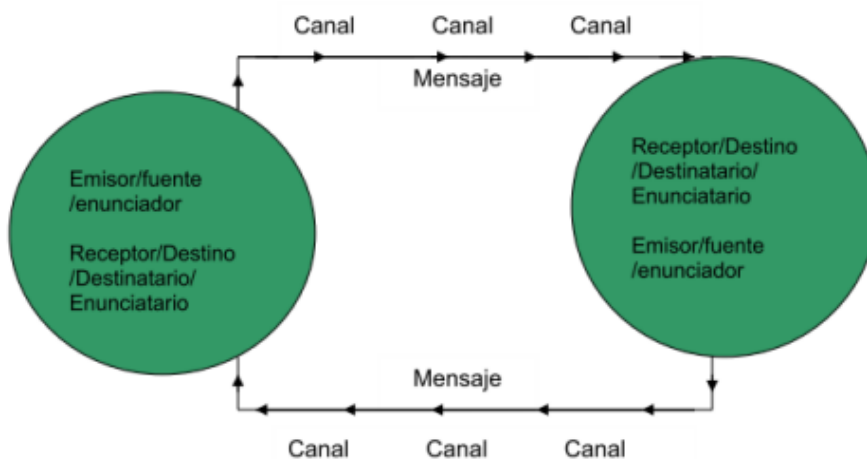 Canal Canal Canal
Mensaje
Emisor/fuente
/enunciador
Receptor/Destino
/Destinatario/
Enunciatario
Receptor/Destino
/Destinatario/
Enunciatario
Emisor/fuente
/enunciador
Mensaje
Canal Canal Canal